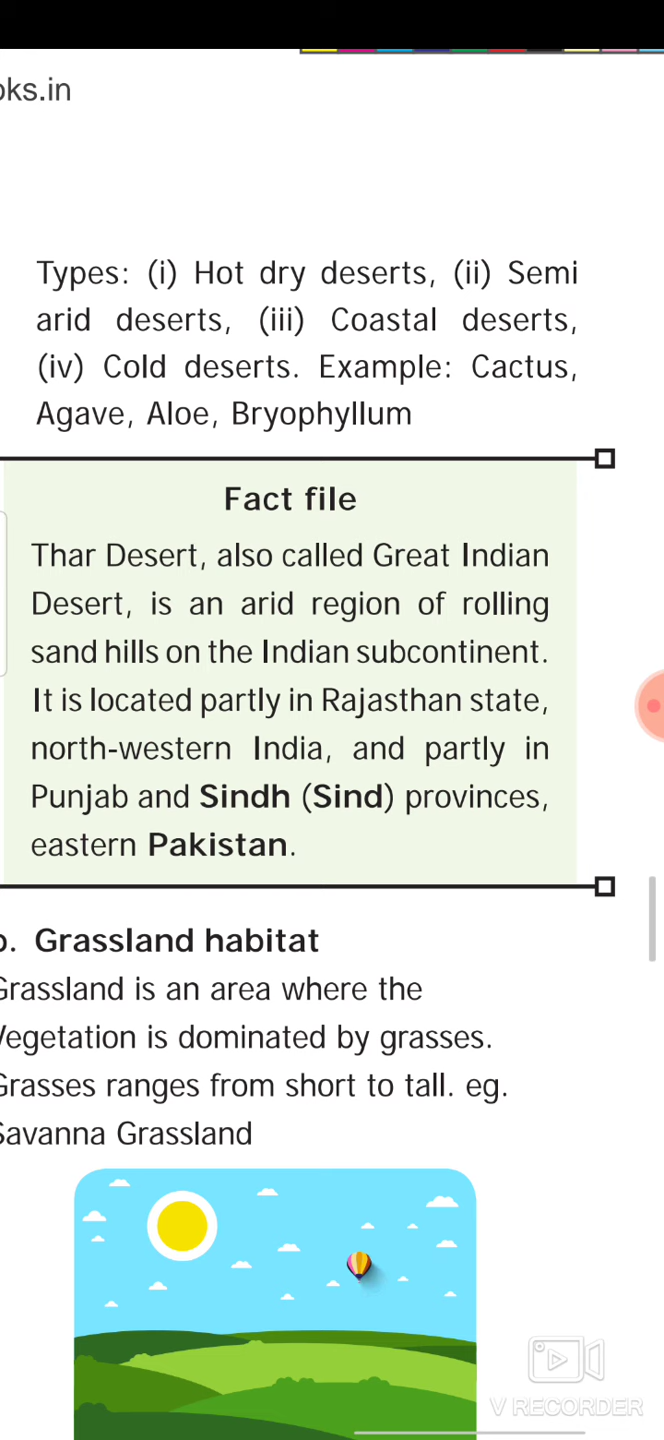 oks.in
Types: (i) Hot dry deserts, (ii) Semi
arid deserts, (iii) Coastal deserts,
(iv) Cold deserts. Example: Cactus,
Agave, Aloe, Bryophyllum
Fact file
Thar Desert, also called Great Indian
Desert, is an arid region of rolling
sand hills on the Indian subcontinent.
It is located partly in Rajasthan state,
north-western India, and partly in
Punjab and Sindh (Sind) provinces,
eastern Pakistan.
b. Grassland habitat
Grassland is an area where the
Vegetation is dominated by grasses.
Grasses ranges from short to tall. eg.
Savanna Grassland
V RECORDER